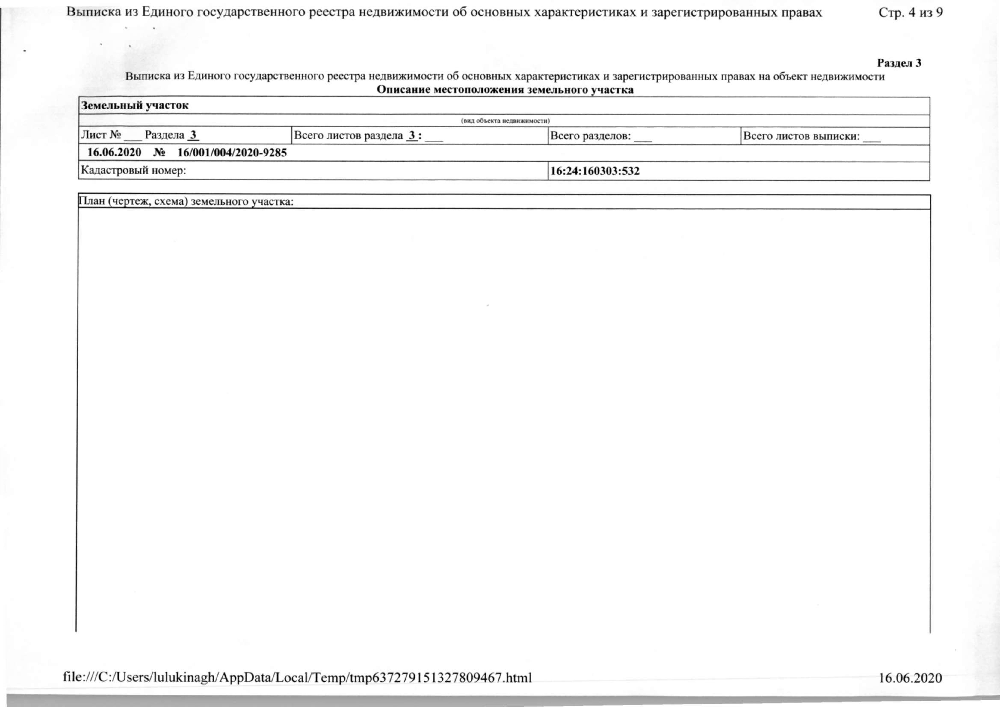 Выписка из Единого государственного реестра недвижимости об основных характеристиках и зарегистрированных правах Стр. 4 из 9
Раздел 3
Выписка из Единого государственного реестра недвижимости об основных характеристиках и зарегистрированных правах на объект недвижимости
Описание местоположения земельного участка
Земельный участок
(вид объекта недвижимости)
Лист № ___ Раздела 3 Всего листов раздела 3 : ___ Всего разделов: ___ Всего листов выписки: ___
16.06.2020 № 16/001/004/2020-9285
Кадастровый номер: 16:24:160303:532
План (чертеж, схема) земельного участка:
file:///C:/Users/lulukinagh/AppData/Local/Temp/tmp637279151327809467.html 16.06.2020